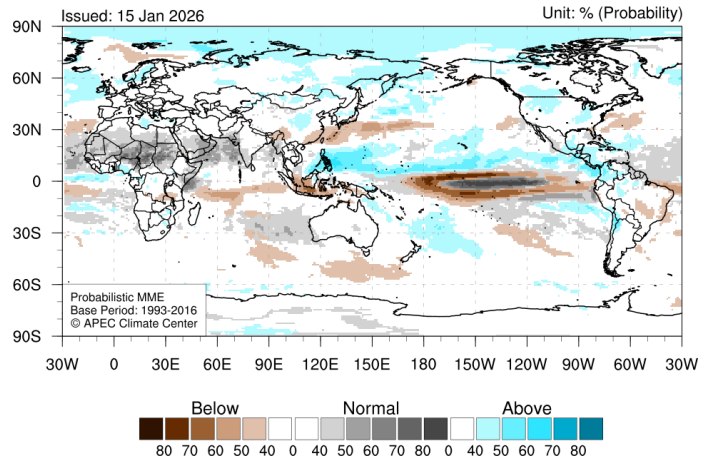 Issued: 15 Jan 2026
Unit: % (Probability)
90N
60N
30N
0
30S
60S
90S
Probabilistic MME
Base Period: 1993-2016
© APEC Climate Center
30W 0 30E 60E 90E 120E 150E 180 150W 120W 90W 60W 30W
Below Normal Above
80 70 60 50 40 0 40 50 60 70 80 0 40 50 60 70 80